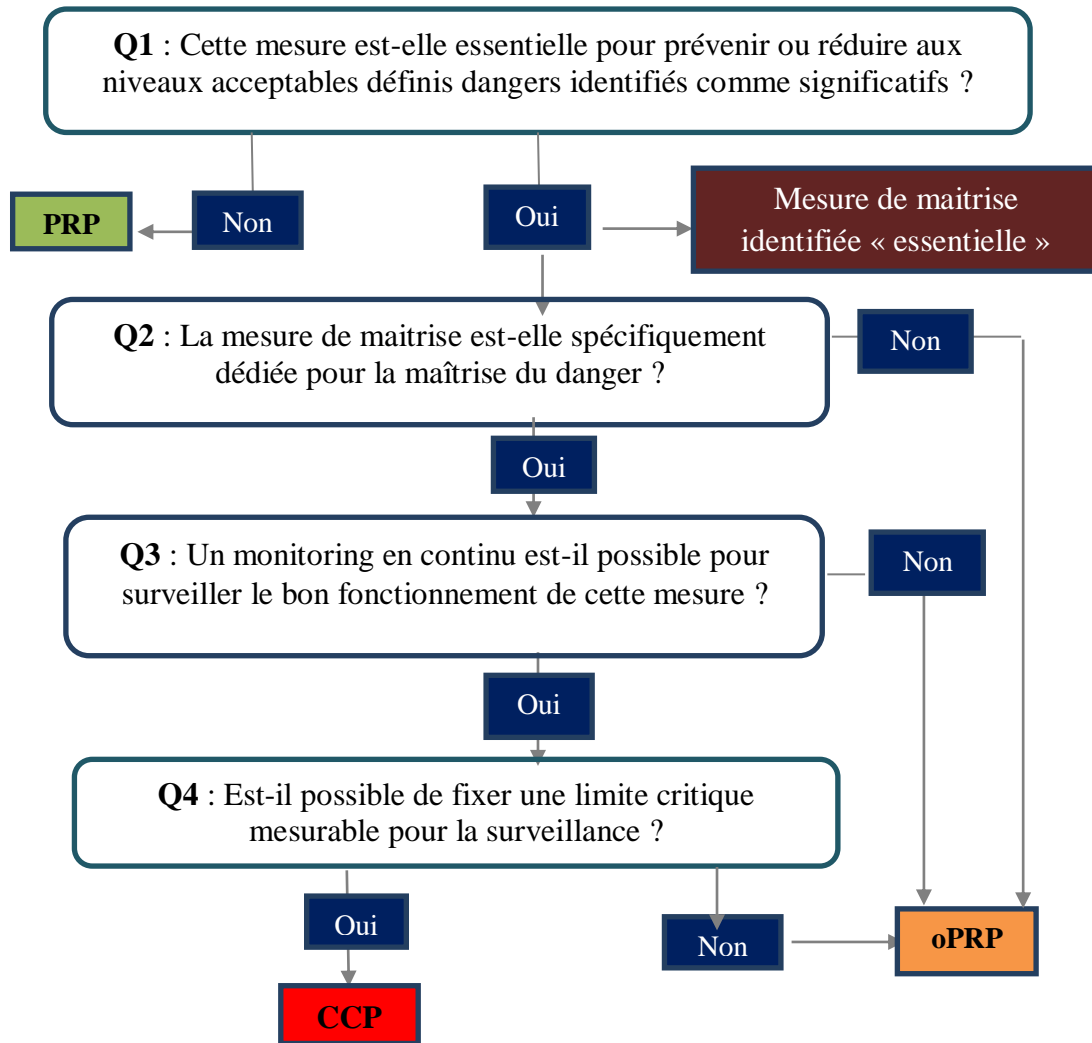 Q1 : Cette mesure est-elle essentielle pour prévenir ou réduire aux
niveaux acceptables définis dangers identifiés comme significatifs ?
PRP
Non
Oui
Mesure de maitrise
identifiée « essentielle »
Q2 : La mesure de maitrise est-elle spécifiquement
dédiée pour la maîtrise du danger ?
Non
Oui
Q3 : Un monitoring en continu est-il possible pour
surveiller le bon fonctionnement de cette mesure ?
Non
Oui
Q4 : Est-il possible de fixer une limite critique
mesurable pour la surveillance ?
Oui
Non
oPRP
CCP